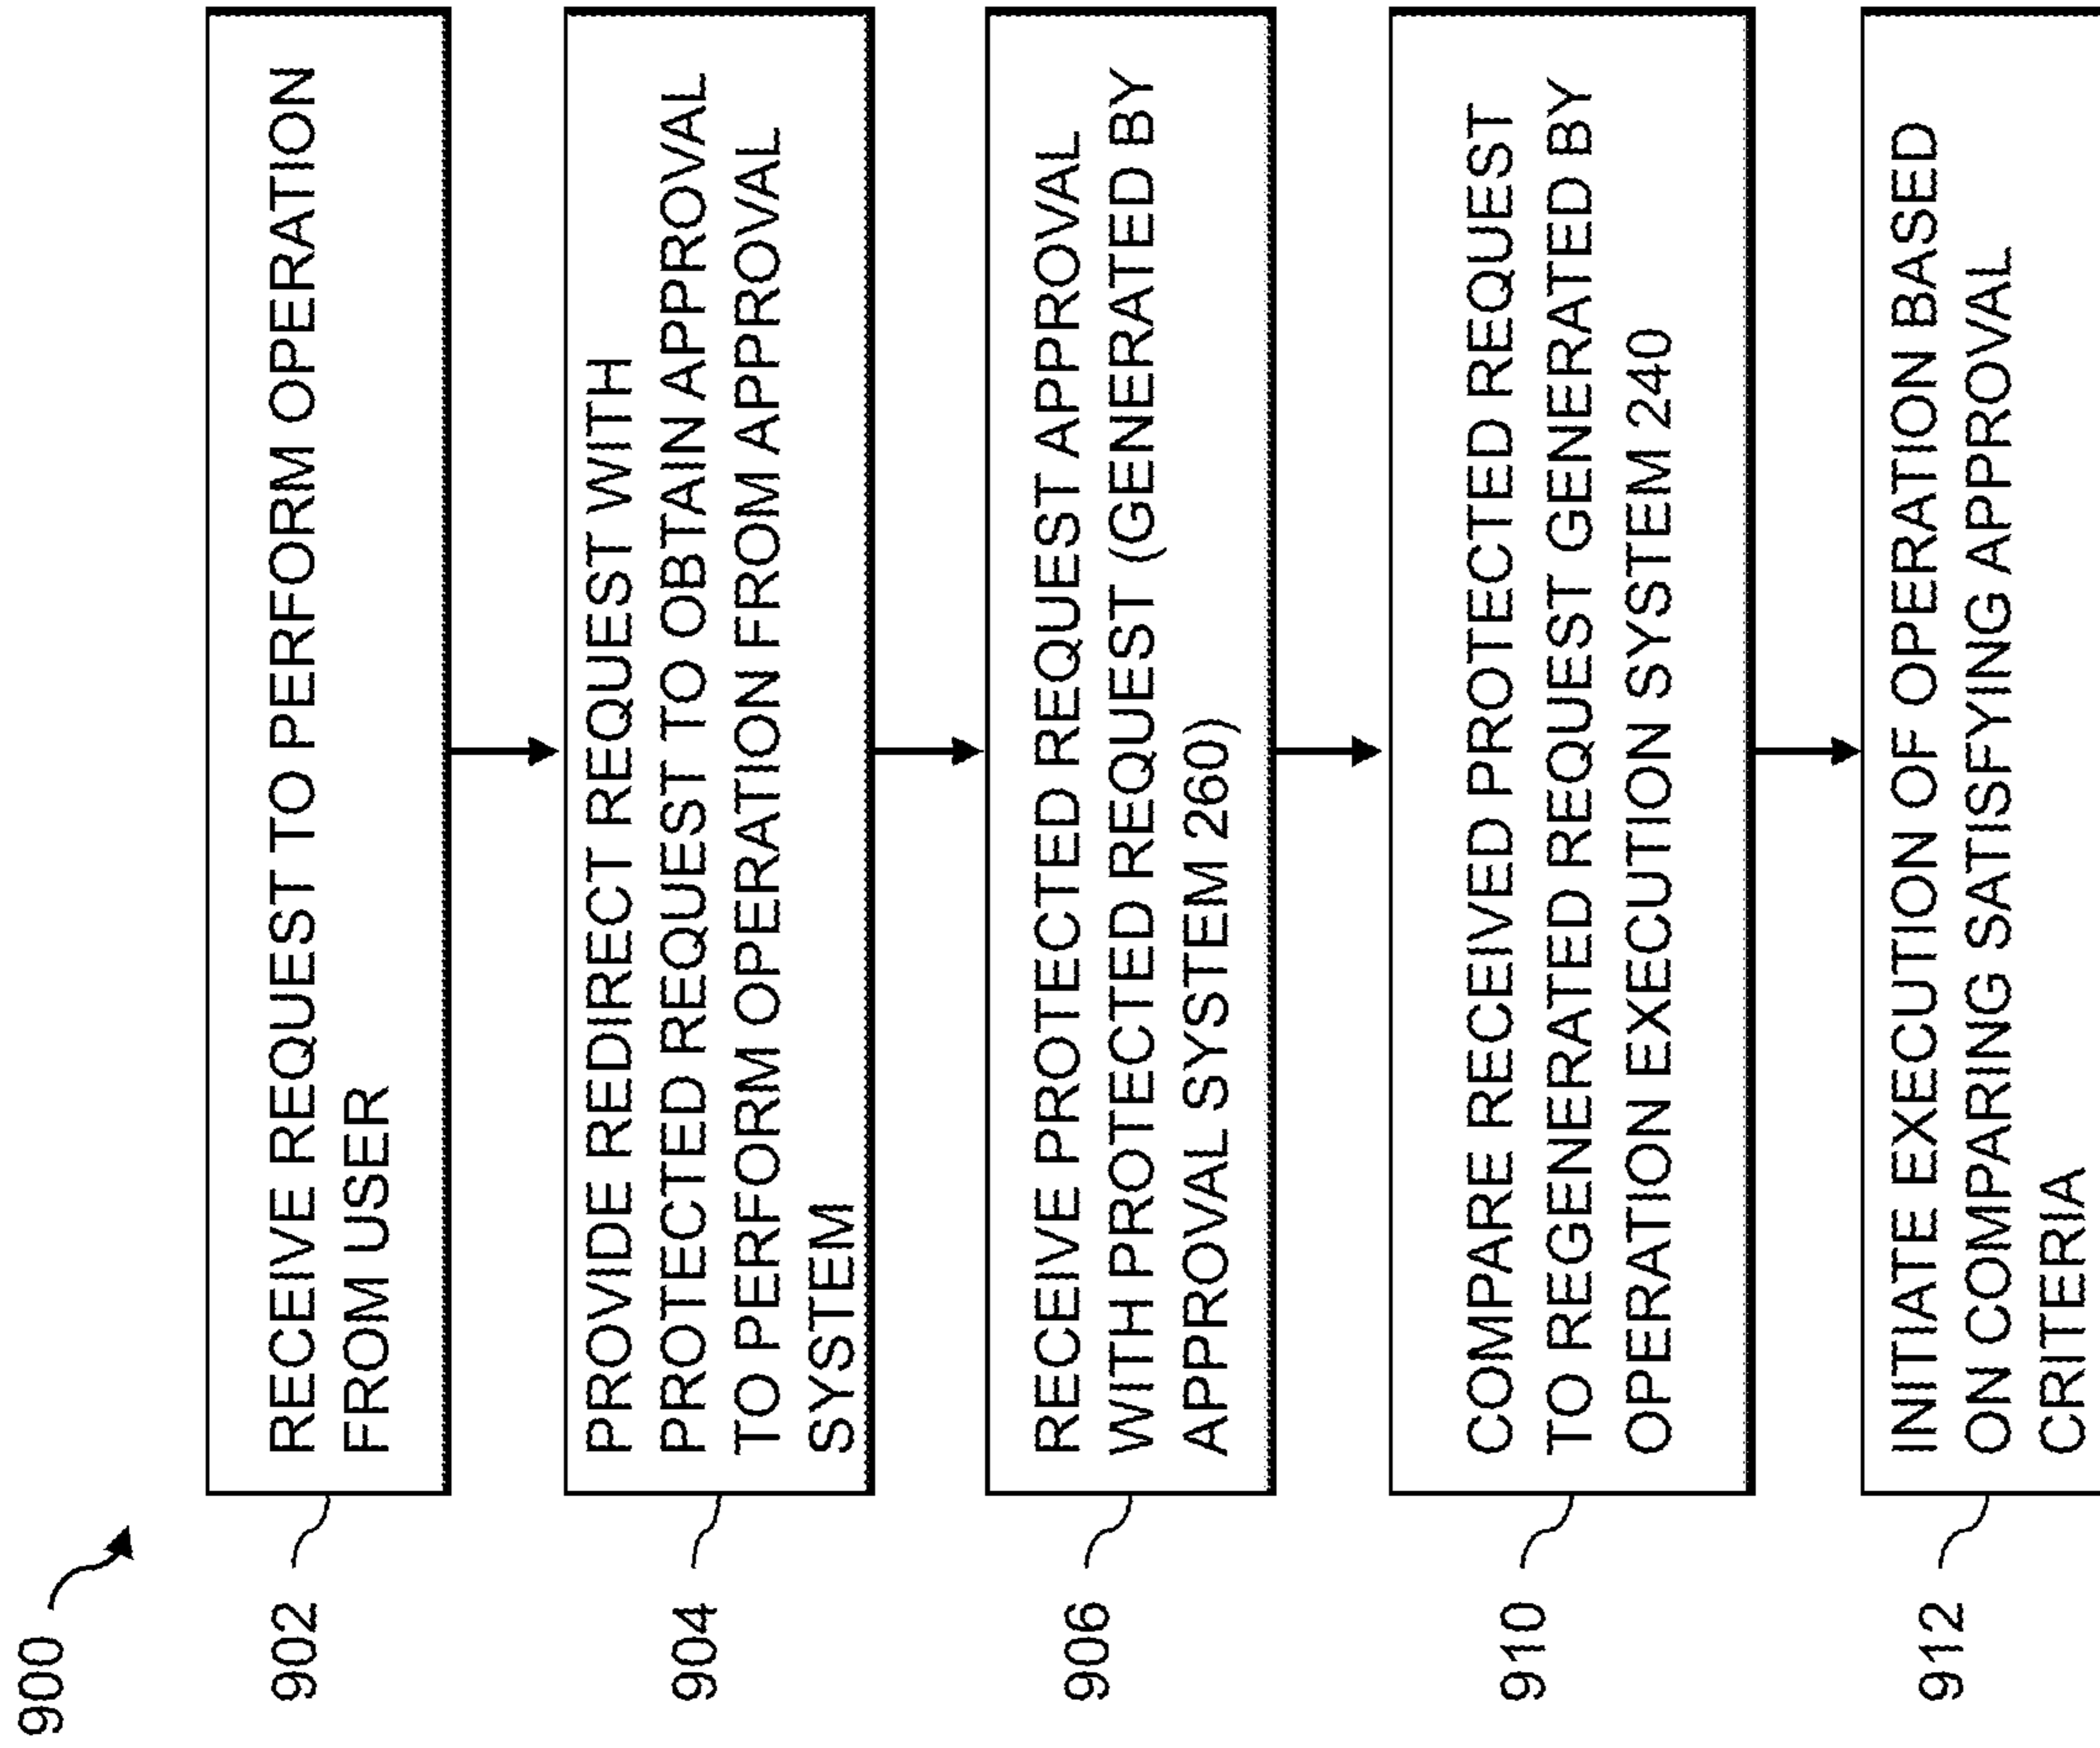 900
902
RECEIVE REQUEST TO PERFORM OPERATION
FROM USER
904
PROVIDE REDIRECT REQUEST WITH
PROTECTED REQUEST TO OBTAIN APPROVAL
TO PERFORM OPERATION FROM APPROVAL
SYSTEM
906
RECEIVE PROTECTED REQUEST APPROVAL
WITH PROTECTED REQUEST (GENERATED BY
APPROVAL SYSTEM 260)
910
COMPARE RECEIVED PROTECTED REQUEST
TO REGENERATED REQUEST GENERATED BY
OPERATION EXECUTION SYSTEM 240
912
INITIATE EXECUTION OF OPERATION BASED
ON COMPARING SATISFYING APPROVAL
CRITERIA